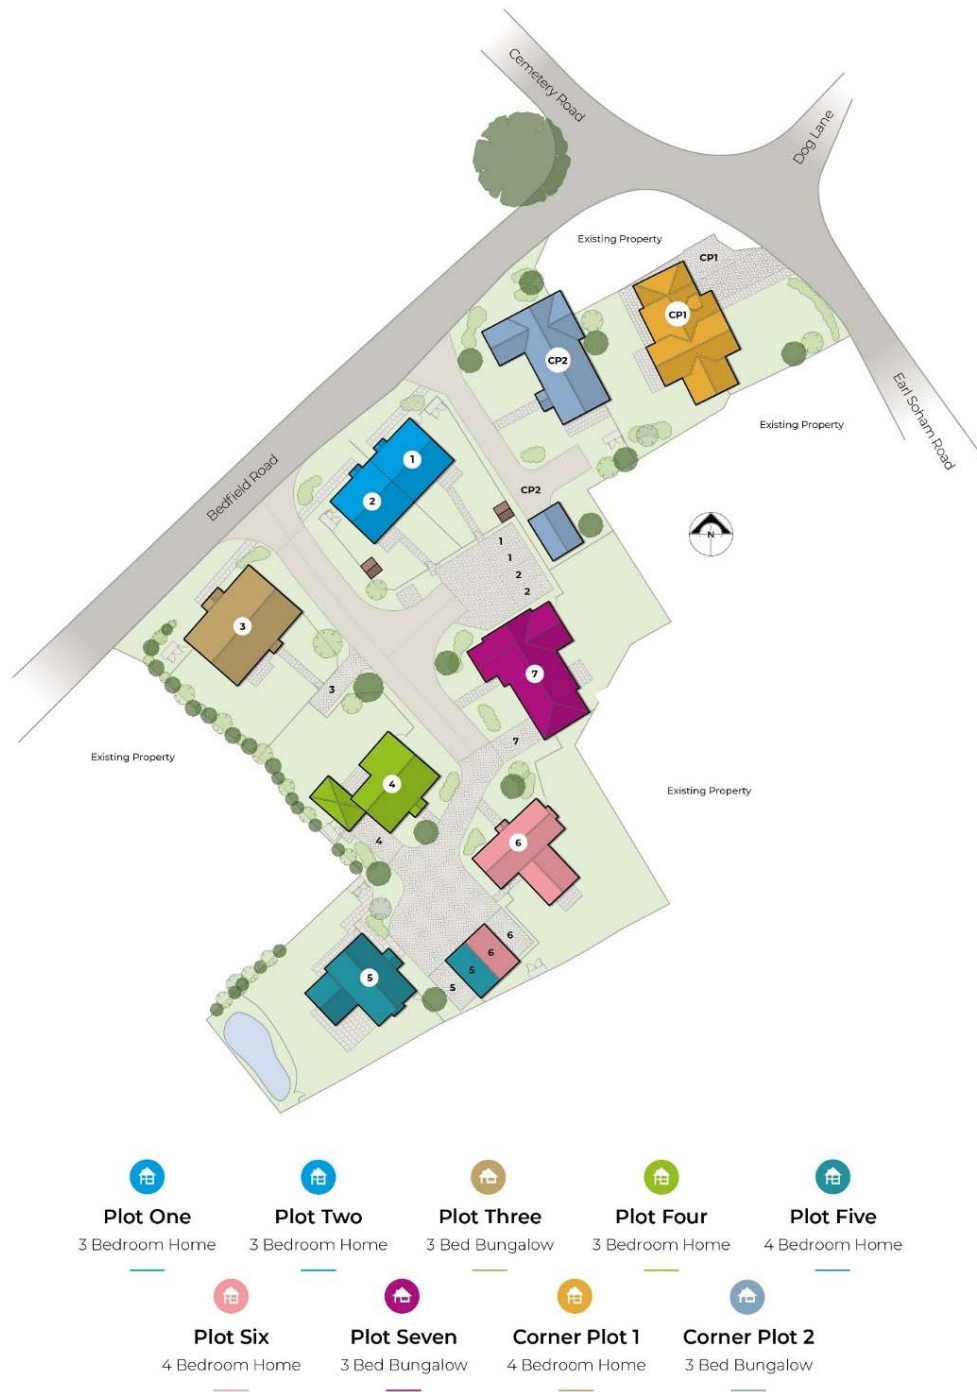 Cemetery Road
Dog Lane
Existing Property
CP1
CP1
CP2
Earl Soham Road
Existing Property
Bedfield Road
1
2
CP2
N
1
1
2
2
3
3
7
7
Existing Property
Existing Property
4
4
6
6
6
5
5
5
Plot One
3 Bedroom Home
Plot Two
3 Bedroom Home
Plot Three
3 Bed Bungalow
Plot Four
3 Bedroom Home
Plot Five
4 Bedroom Home
Plot Six
4 Bedroom Home
Plot Seven
3 Bed Bungalow
Corner Plot 1
4 Bedroom Home
Corner Plot 2
3 Bed Bungalow